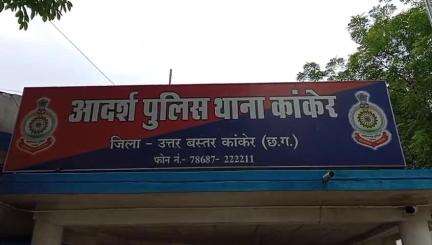 आदर्श पुलिस थाना कांकेर
जिला - उत्तर बस्तर कांकेर (छ.ग.)
फोन नं.- 78687- 222211